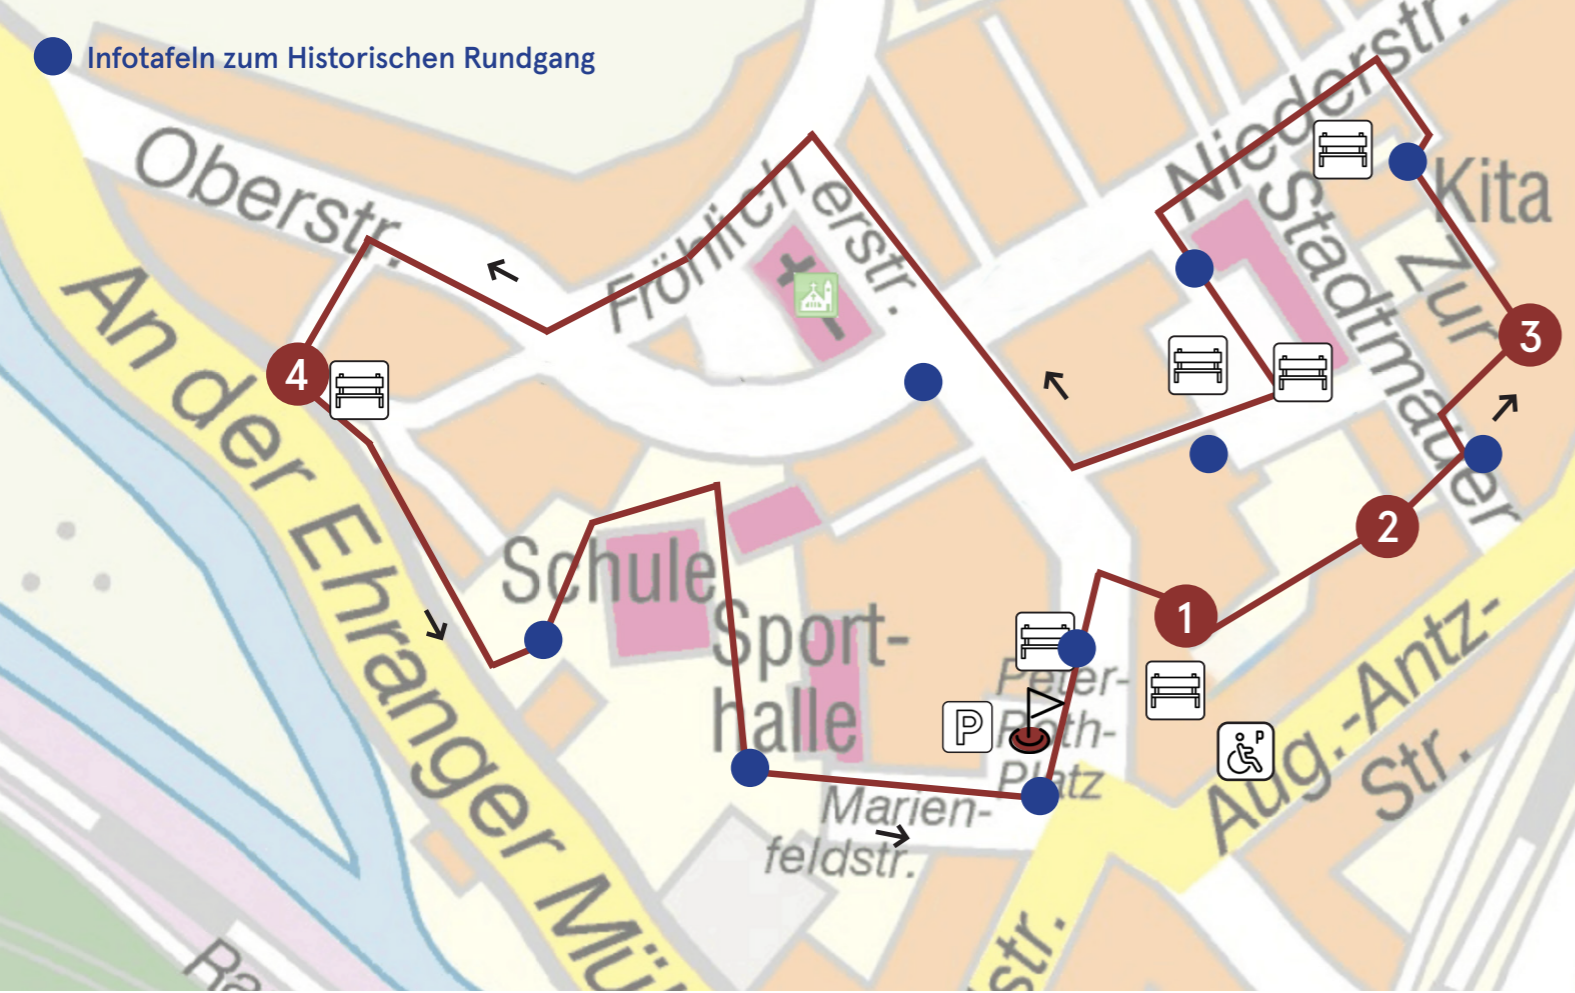 Infotafeln zum Historischen Rundgang
Niederstr.
Oberstr.
Fröhlicherstr.
Kita
Stadtmauer
Zur
3
4
P
An der Ehranger Mü
2
Schule
Sport-
halle
1
Peter-
Roth-
Platz
P
Aug.-Antz-
Str.
Marien-
feldstr.
str.
Ra